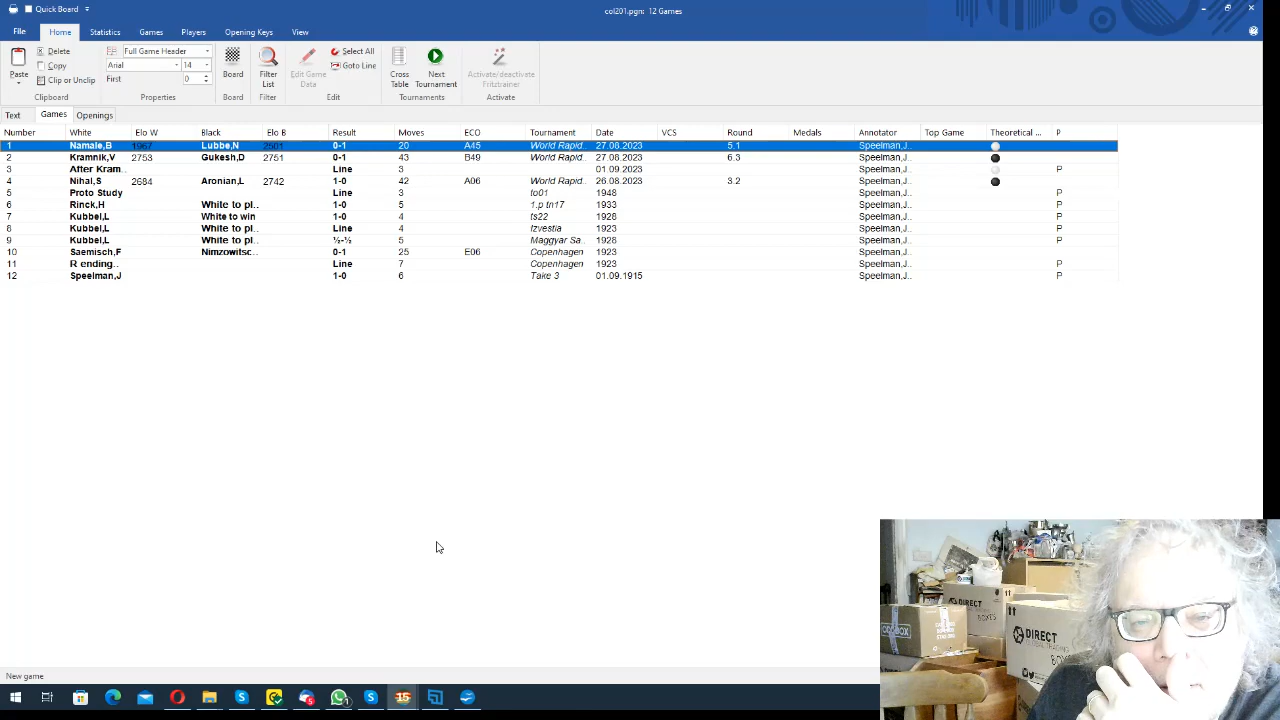 Quick Board
col201.pgn: 12 Games
File Home Statistics Games Players Opening Keys View
Delete Full Game Header Select All
Copy Arial 14 Goto Line
Paste Clip or Unclip First 0 Board Filter List Edit Game Data Cross Table Next Tournament Activate/deactivate Fritztrainer
Clipboard Properties Board Filter Edit Tournaments Activate
Text Games Openings
Number White Elo W Black Elo B Result Moves ECO Tournament Date VCS Round Medals Annotator Top Game Theoretical ... P
1 Namale,B 1967 Lubbe,N 2501 0-1 20 A45 World Rapid.. 27.08.2023 5.1 Speelman,J..
2 Kramnik,V 2753 Gukesh,D 2751 0-1 43 B49 World Rapid.. 27.08.2023 6.3 Speelman,J..
3 After Kram.. Line 3 01.09.2023 Speelman,J..
4 Nihal,S 2684 Aronian,L 2742 1-0 42 A06 World Rapid.. 26.08.2023 3.2 Speelman,J..
5 Proto Study Line 3 to01 1948 Speelman,J.. P
6 Rinck,H White to pl.. 1-0 5 1.p tn17 1933 Speelman,J.. P
7 Kubbel,L White to win 1-0 4 ts22 1928 Speelman,J.. P
8 Kubbel,L White to pl.. Line 4 Izvestia 1923 Speelman,J.. P
9 Kubbel,L White to pl.. ½-½ 5 Maggyar Sa.. 1928 Speelman,J.. P
10 Saemisch,F Nimzowitsc.. 0-1 25 E06 Copenhagen 1923 Speelman,J..
11 R ending.. Line 7 Copenhagen 1923 Speelman,J.. P
12 Speelman,J 1-0 6 Take 3 01.09.1915 Speelman,J.. P
DIRECT
BOXES
DIRECT
BOXES
New game
15
1